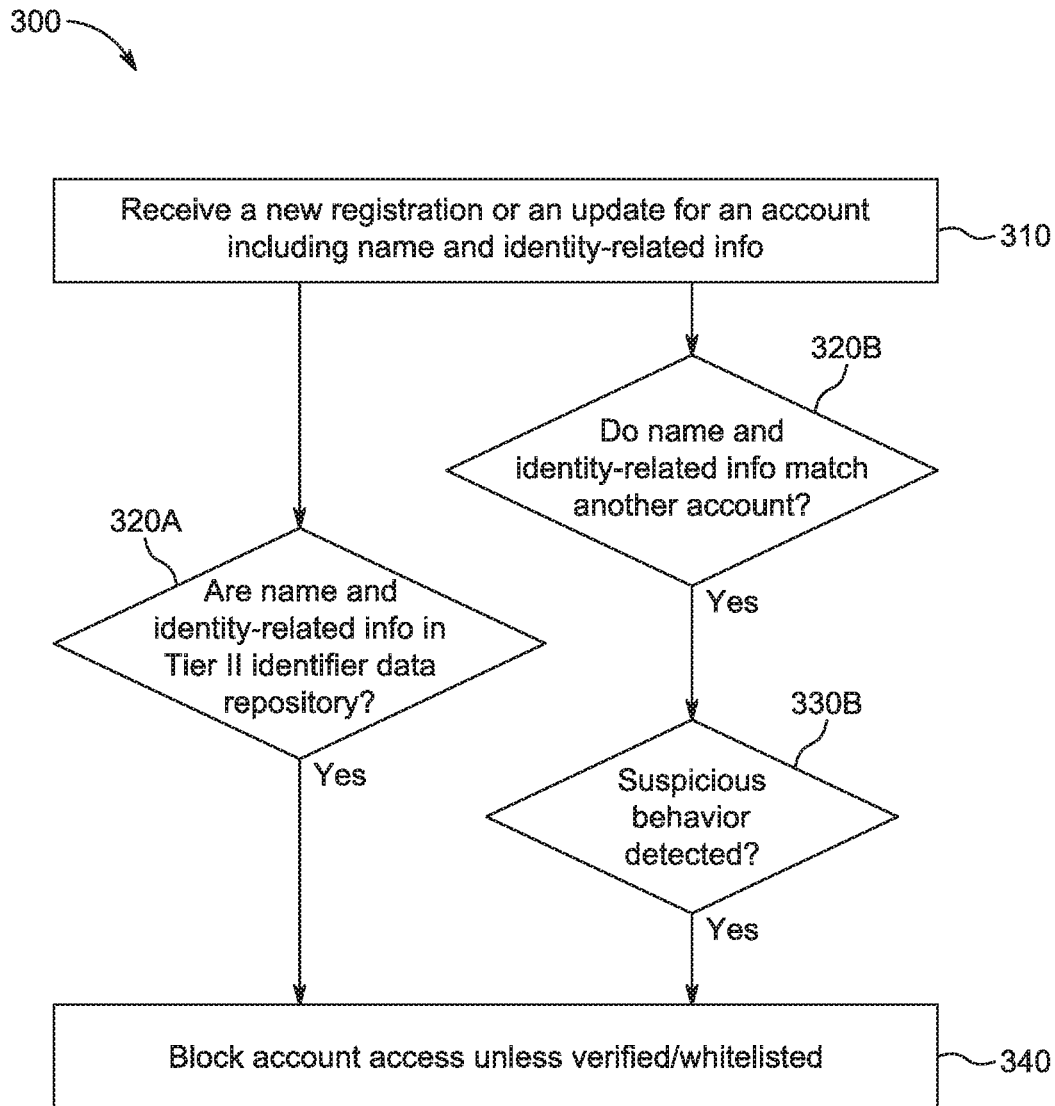 300
Receive a new registration or an update for an account
including name and identity-related info
310
320B
Do name and
identity-related info match
another account?
Yes
320A
Are name and
identity-related info in
Tier II identifier data
repository?
Yes
330B
Suspicious
behavior
detected?
Yes
Block account access unless verified/whitelisted
340